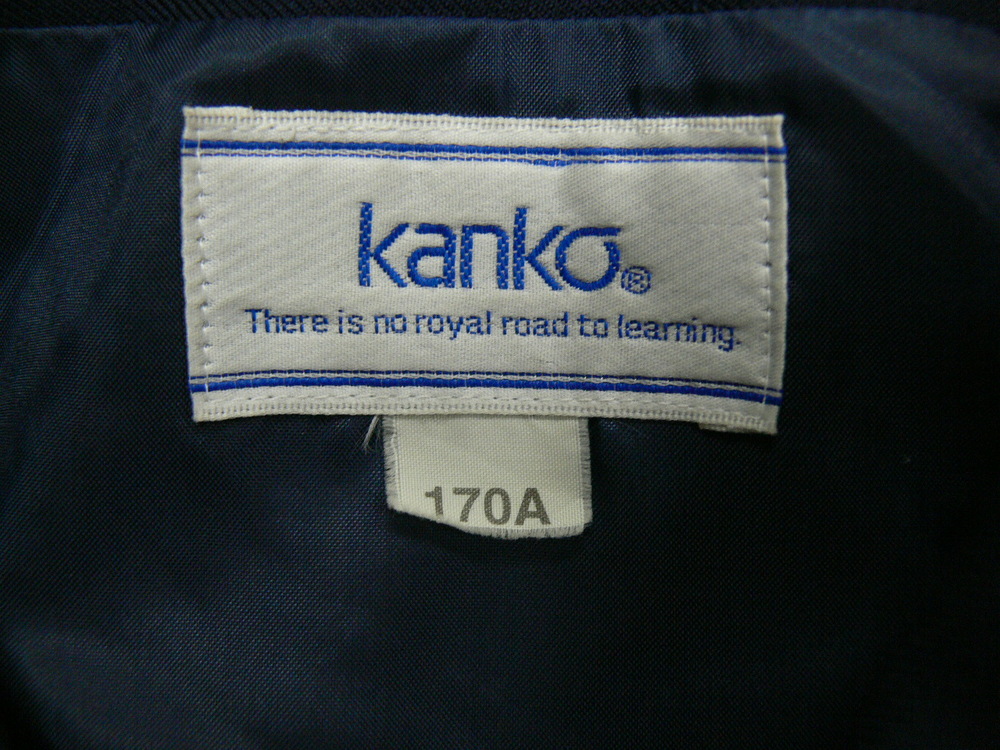 kanko®
There is no royal road to learning.
170A